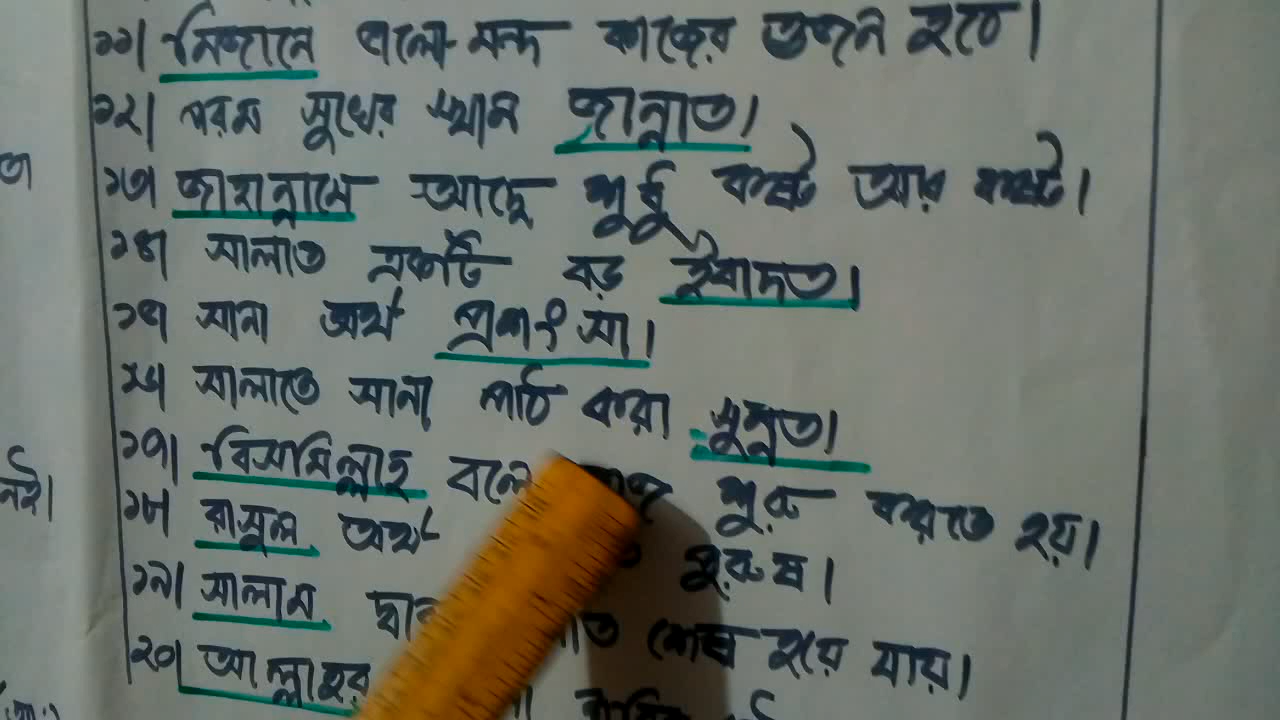 ১১। মিজানে ভালো-মন্দ কাজের ওজন হবে।
১২। পরম সুখের স্থান জান্নাত।
১৩। জাহান্নামে আছে শুধু কষ্ট আর কষ্ট।
১৪। সালাত একটি বড় ইবাদত।
১৫। সানা অর্থ প্রশংসা।
১৬। সালাতে সানা পাঠ করা সুন্নত।
১৭। বিসমিল্লাহ বলে শুরু করতে হয়।
১৮। রাসুল অর্থ পুরুষ।
১৯। সালাম শেষ হয়ে যায়।
২০। আল্লাহর